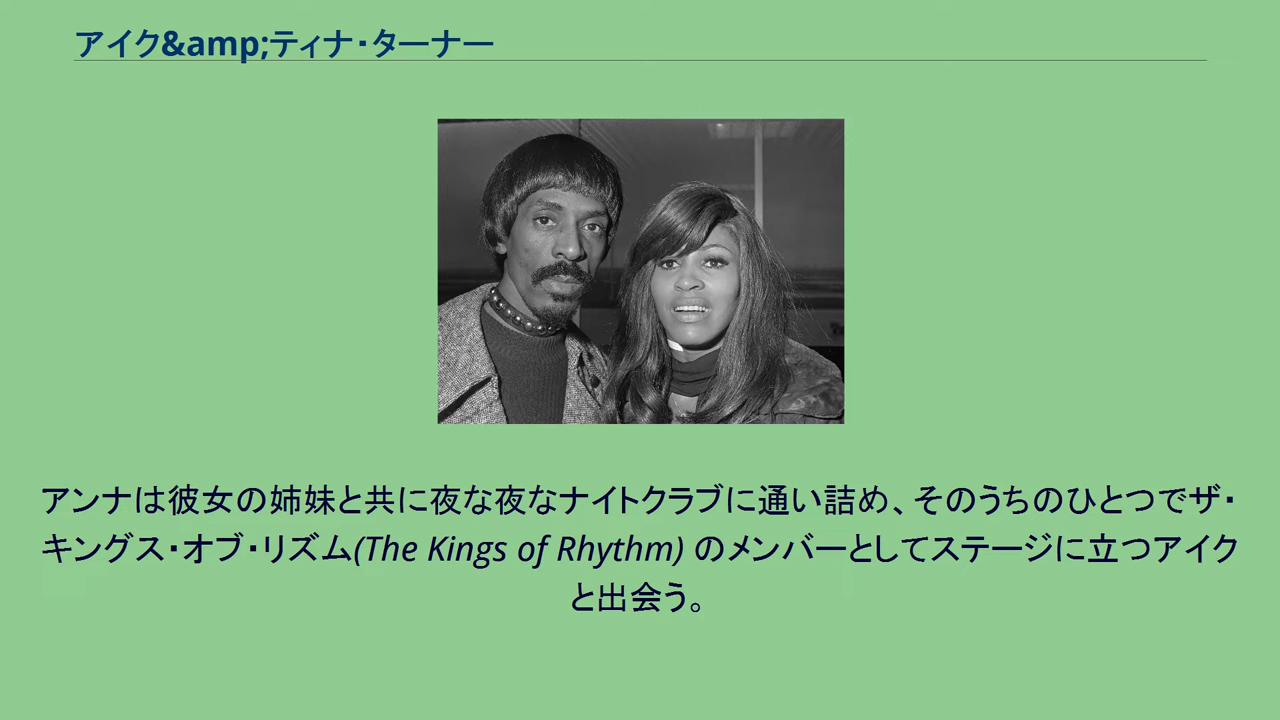 アイク&amp;ティナ・ターナー
アンナは彼女の姉妹と共に夜な夜なナイトクラブに通い詰め、そのうちのひとつでザ・
キングス・オブ・リズム(The Kings of Rhythm) のメンバーとしてステージに立つアイク
と出会う。